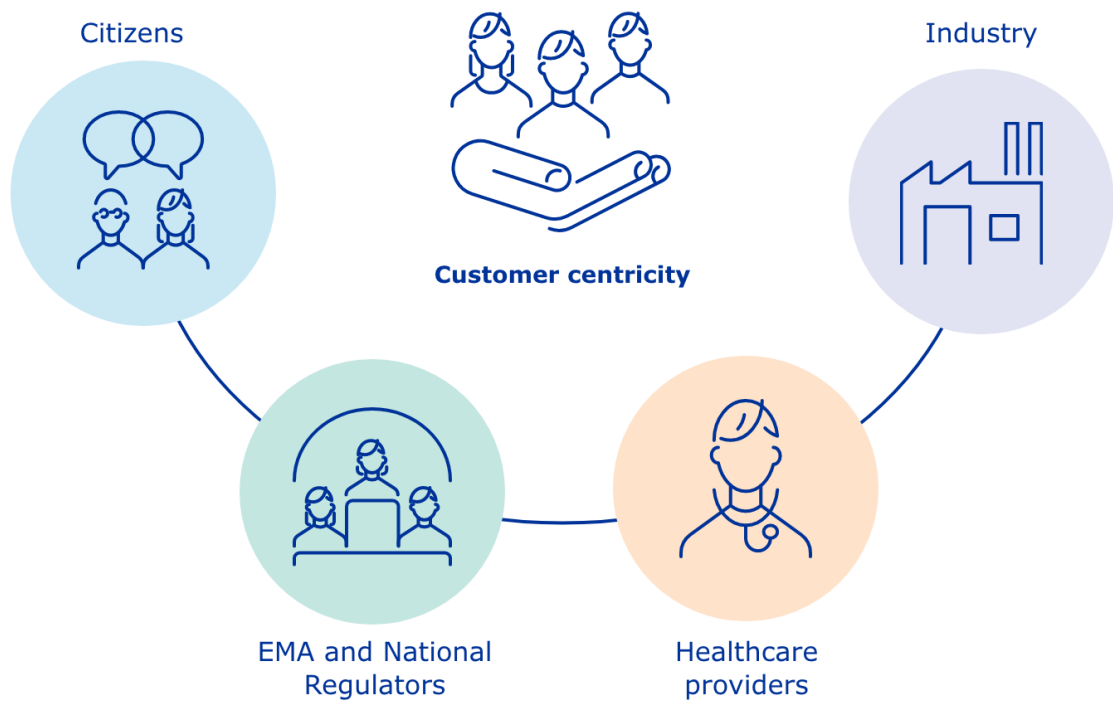 Citizens
Industry
Customer centricity
EMA and National
Regulators
Healthcare
providers